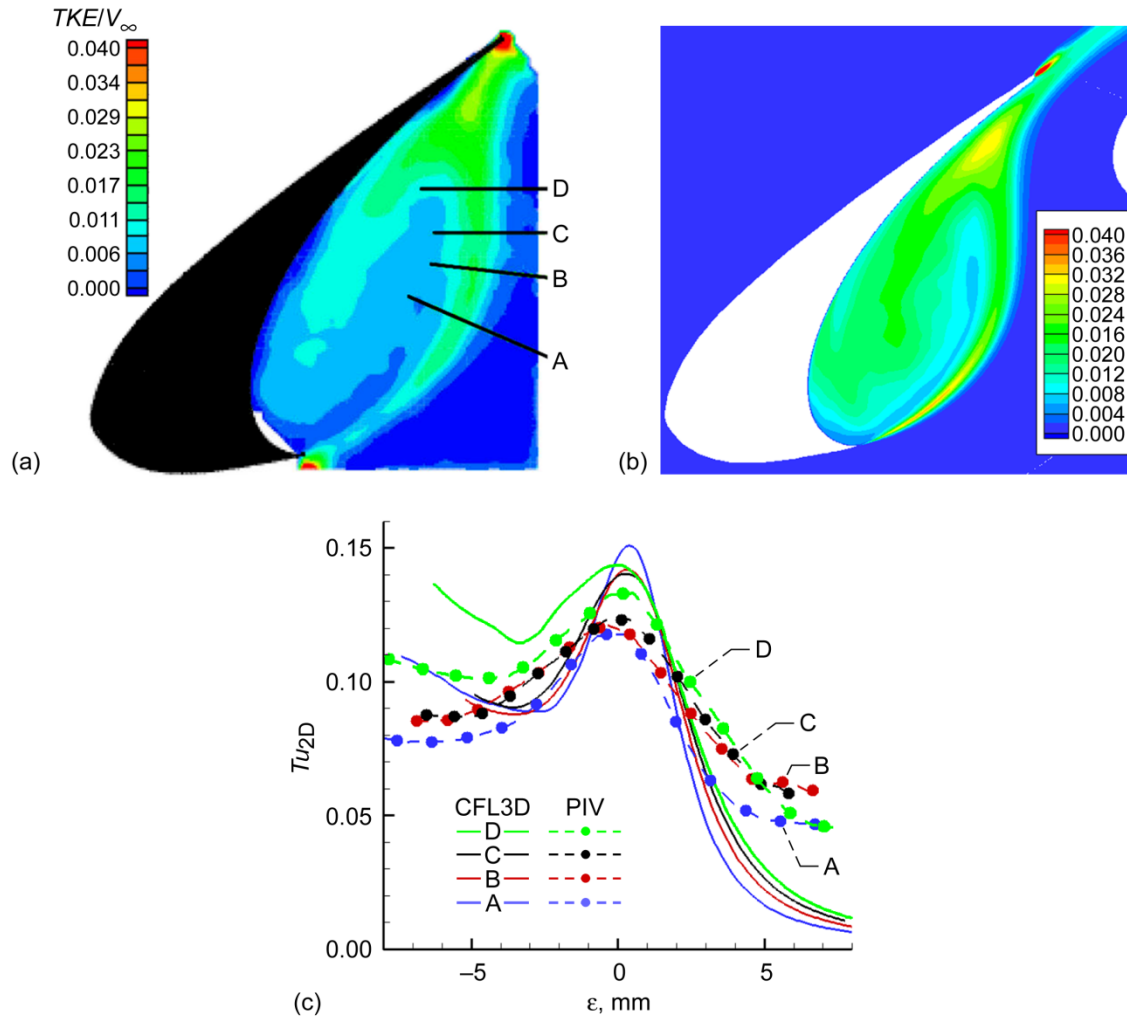 TKE/V∞
0.040
0.034
0.029
0.023
0.017
0.011
0.006
0.000
D
C
B
A
(a)
0.040
0.036
0.032
0.028
0.024
0.020
0.016
0.012
0.008
0.004
0.000
(b)
0.15
0.10
0.05
0.00
Tu2D
D
C
B
A
CFL3D PIV
D
C
B
A
−5 0 5
(c) ε, mm